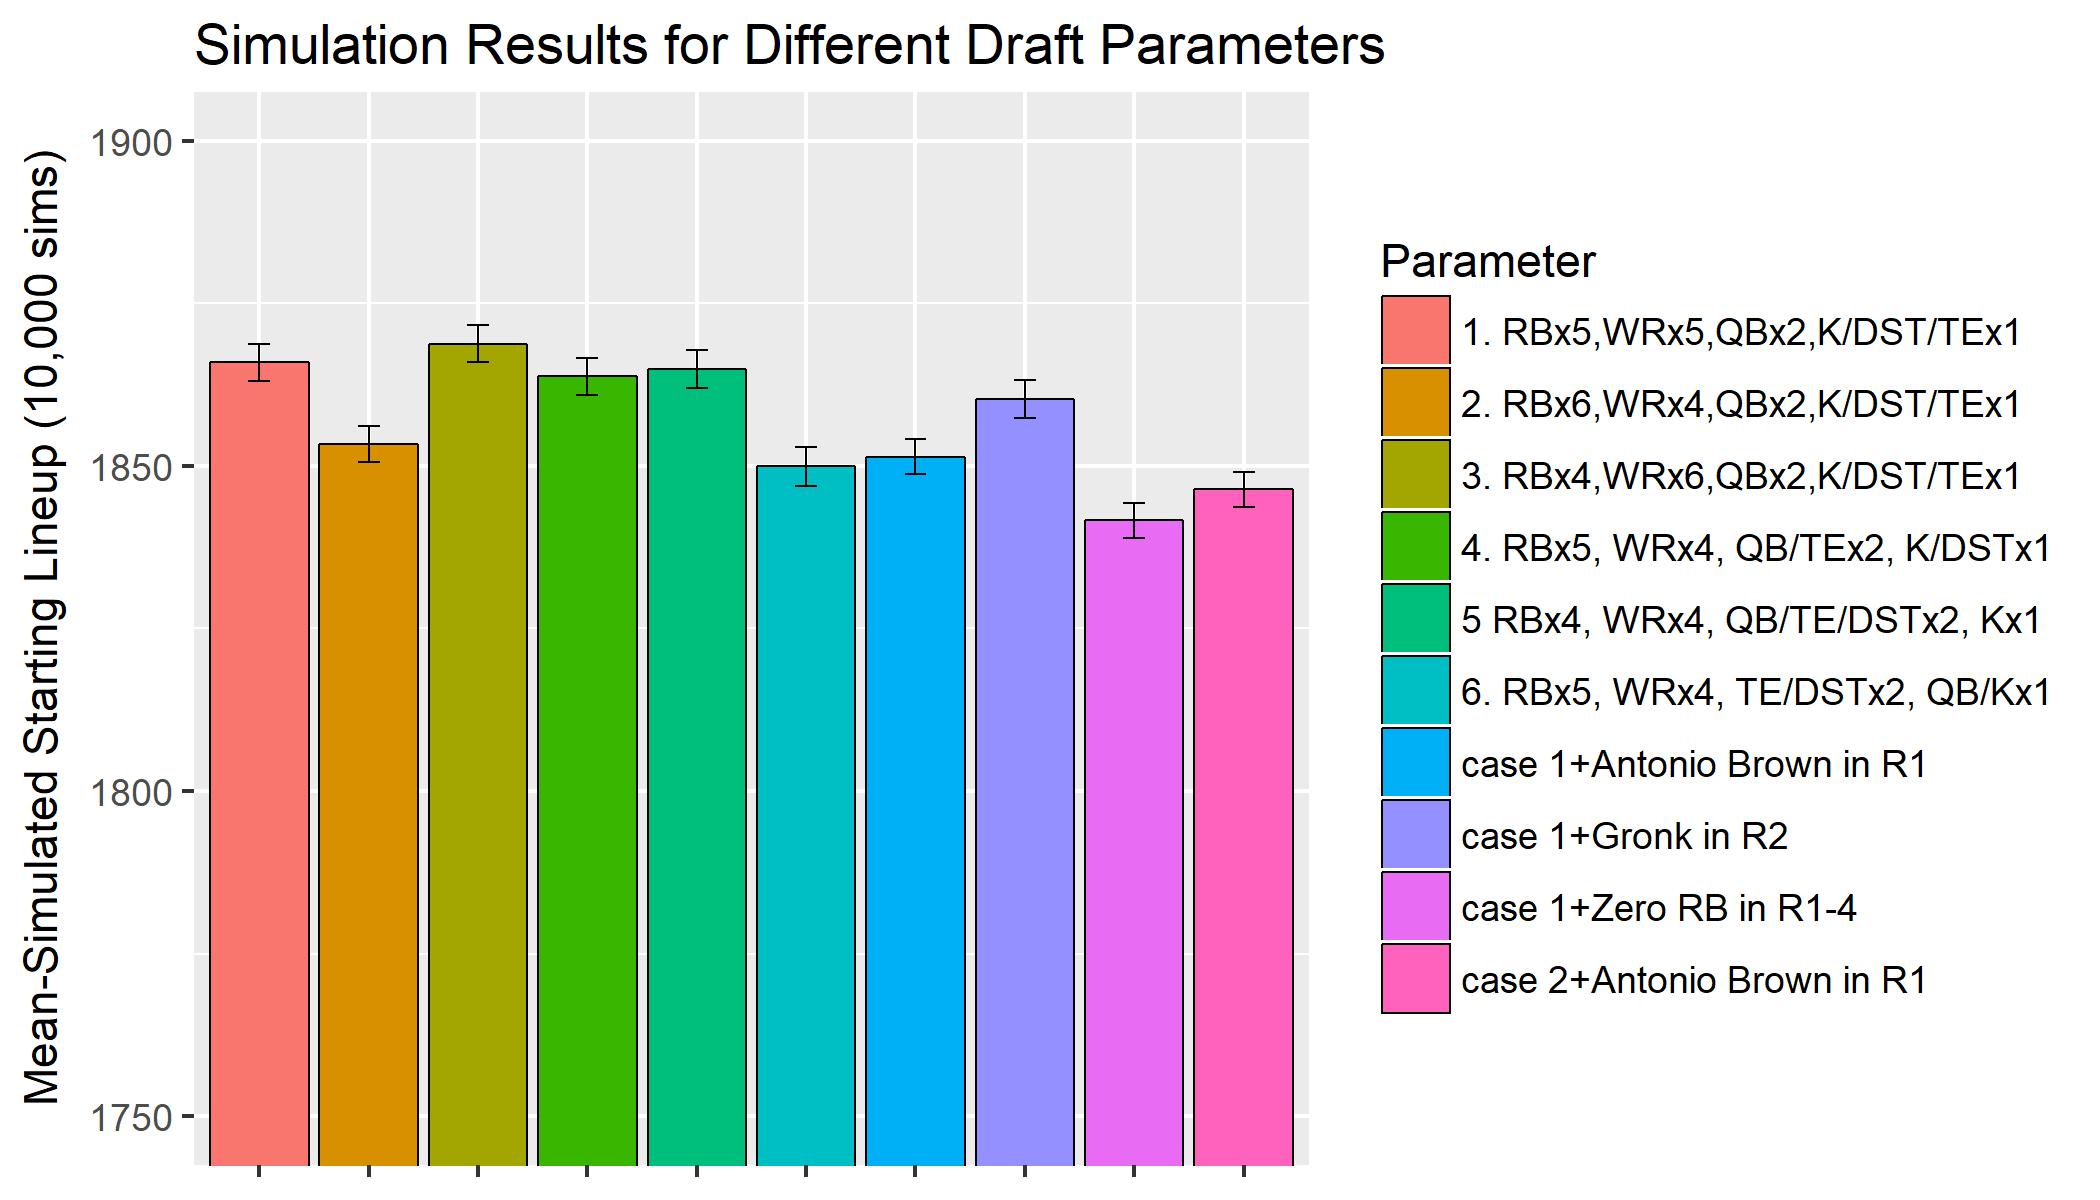 Simulation Results for Different Draft Parameters
Mean-Simulated Starting Lineup (10,000 sims)
1900
1850
1800
1750
Parameter
1. RBx5,WRx5,QBx2,K/DST/TEx1
2. RBx6,WRx4,QBx2,K/DST/TEx1
3. RBx4,WRx6,QBx2,K/DST/TEx1
4. RBx5, WRx4, QB/TEx2, K/DSTx1
5 RBx4, WRx4, QB/TE/DSTx2, Kx1
6. RBx5, WRx4, TE/DSTx2, QB/Kx1
case 1+Antonio Brown in R1
case 1+Gronk in R2
case 1+Zero RB in R1-4
case 2+Antonio Brown in R1